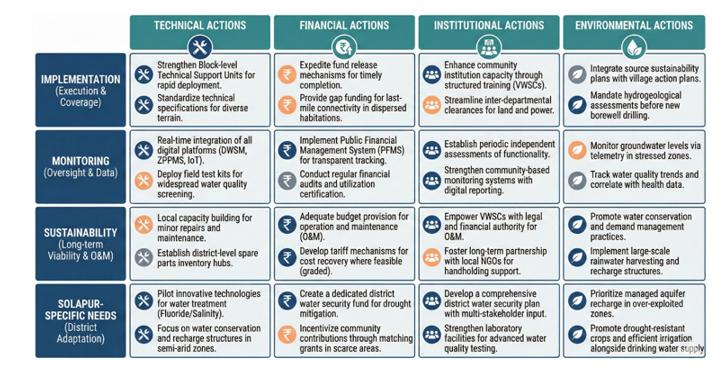 TECHNICAL ACTIONS
FINANCIAL ACTIONS
INSTITUTIONAL ACTIONS
ENVIRONMENTAL ACTIONS
IMPLEMENTATION
(Execution &
Coverage)
Strengthen Block-level
Technical Support Units for
rapid deployment.
Standardize technical
specifications for diverse
terrain.
Expedite fund release
mechanisms for timely
completion.
Provide gap funding for last-
mile connectivity in dispersed
habitations.
Enhance community
institution capacity through
structured training (VWSCs).
Streamline inter-departmental
clearances for land and power.
Integrate source sustainability
plans with village action plans.
Mandate hydrogeological
assessments before new
borewell drilling.
MONITORING
(Oversight & Data)
Real-time integration of
all digital platforms (DWSM,
ZPPMS, IoT).
Deploy field test kits for
widespread water quality
screening.
Implement Public Financial
Management System (PFMS)
for transparent tracking.
Conduct regular financial
audits and utilization
certification.
Establish periodic independent
assessments of functionality.
Strengthen community-based
monitoring systems with
digital reporting.
Monitor groundwater levels via
telemetry in stressed zones.
Track water quality trends and
correlate with health data.
SUSTAINABILITY
(Long-term
Viability & O&M)
Local capacity building for
minor repairs and
maintenance.
Establish district-level spare
parts inventory hubs.
Adequate budget provision for
operation and maintenance
(O&M).
Develop tariff mechanisms for
cost recovery where feasible
(graded).
Empower VWSCs with legal
and financial authority for
O&M.
Foster long-term partnership
with local NGOs for
handholding support.
Promote water conservation
and demand management
practices.
Implement large-scale
rainwater harvesting and
recharge structures.
SOLAPUR-
SPECIFIC NEEDS
(District
Adaptation)
Pilot innovative technologies
for water treatment
(Fluoride/Salinity).
Focus on water conservation
and recharge structures in
semi-arid zones.
Create a dedicated district
water security fund for drought
mitigation.
Incentivize community
contributions through matching
grants in scarce areas.
Develop a comprehensive
district water security plan
with multi-stakeholder input.
Strengthen laboratory
facilities for advanced water
quality testing.
Prioritize managed aquifer
recharge in over-exploited
zones.
Promote drought-resistant
crops and efficient irrigation
alongside drinking water supply